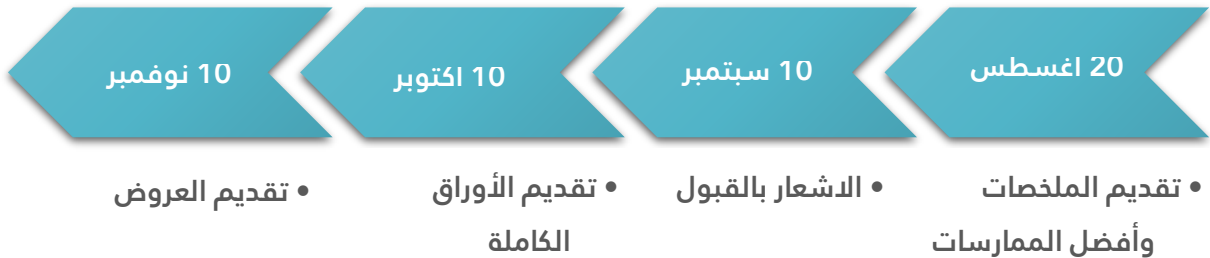 20 اغسطس
10 سبتمبر
10 اكتوبر
10 نوفمبر
• تقديم الملخصات
وأفضل الممارسات
• الاشعار بالقبول
• تقديم الأوراق
الكاملة
• تقديم العروض